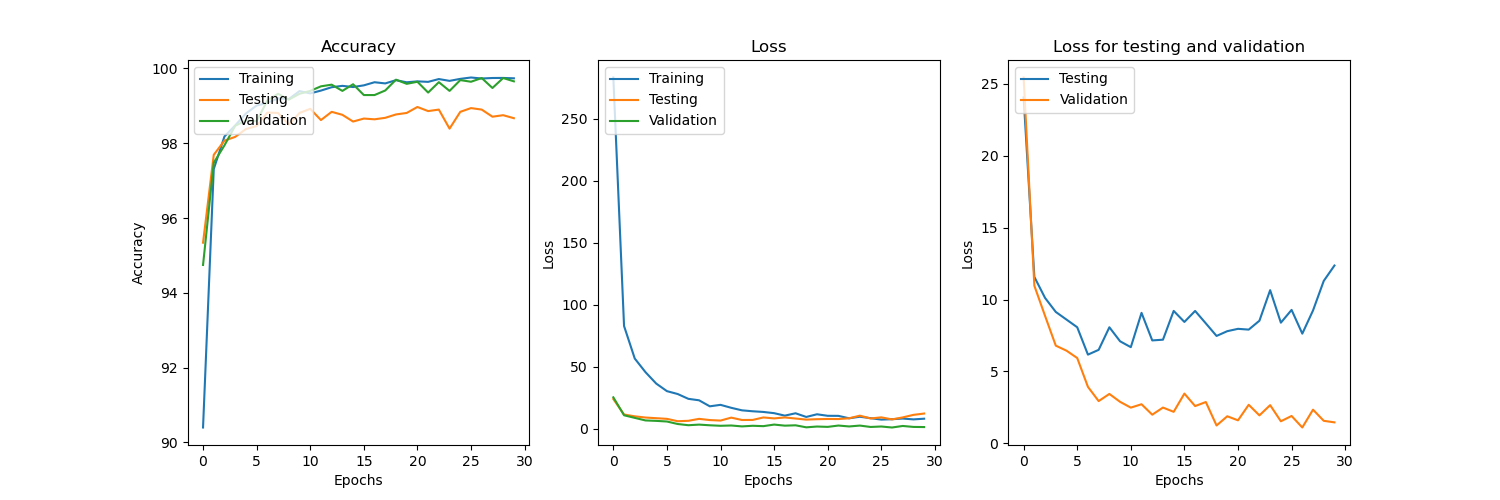 Accuracy
Training
Testing
Validation
100
98
96
94
92
90
Accuracy
0 5 10 15 20 25 30
Epochs
Loss
Training
Testing
Validation
250
200
150
100
50
0
Loss
0 5 10 15 20 25 30
Epochs
Loss for testing and validation
Testing
Validation
25
20
15
10
5
0
Loss
0 5 10 15 20 25 30
Epochs